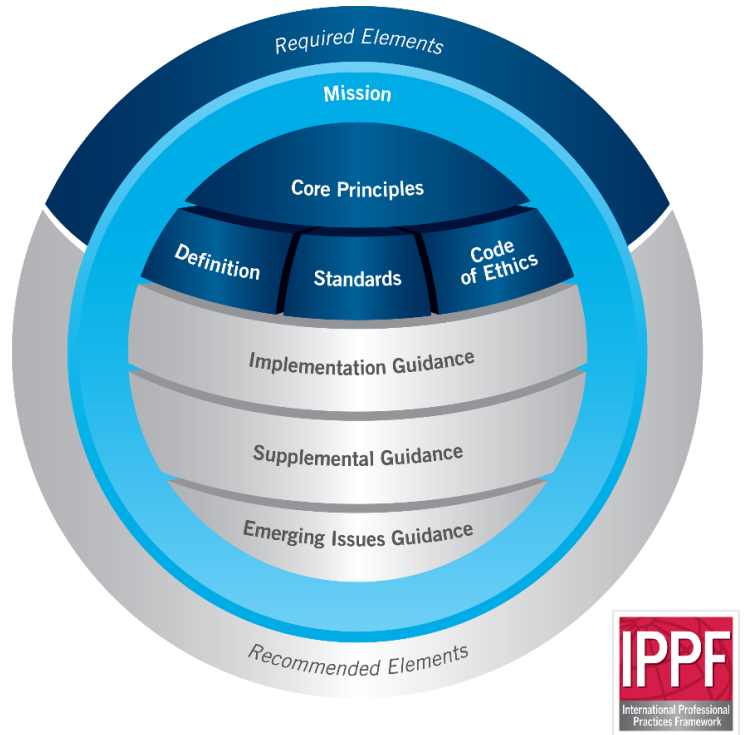 Required Elements
Mission
Core Principles
Definition
Standards
Code
of Ethics
Implementation Guidance
Supplemental Guidance
Emerging Issues Guidance
Recommended Elements
IPPF
International Professional
Practices Framework